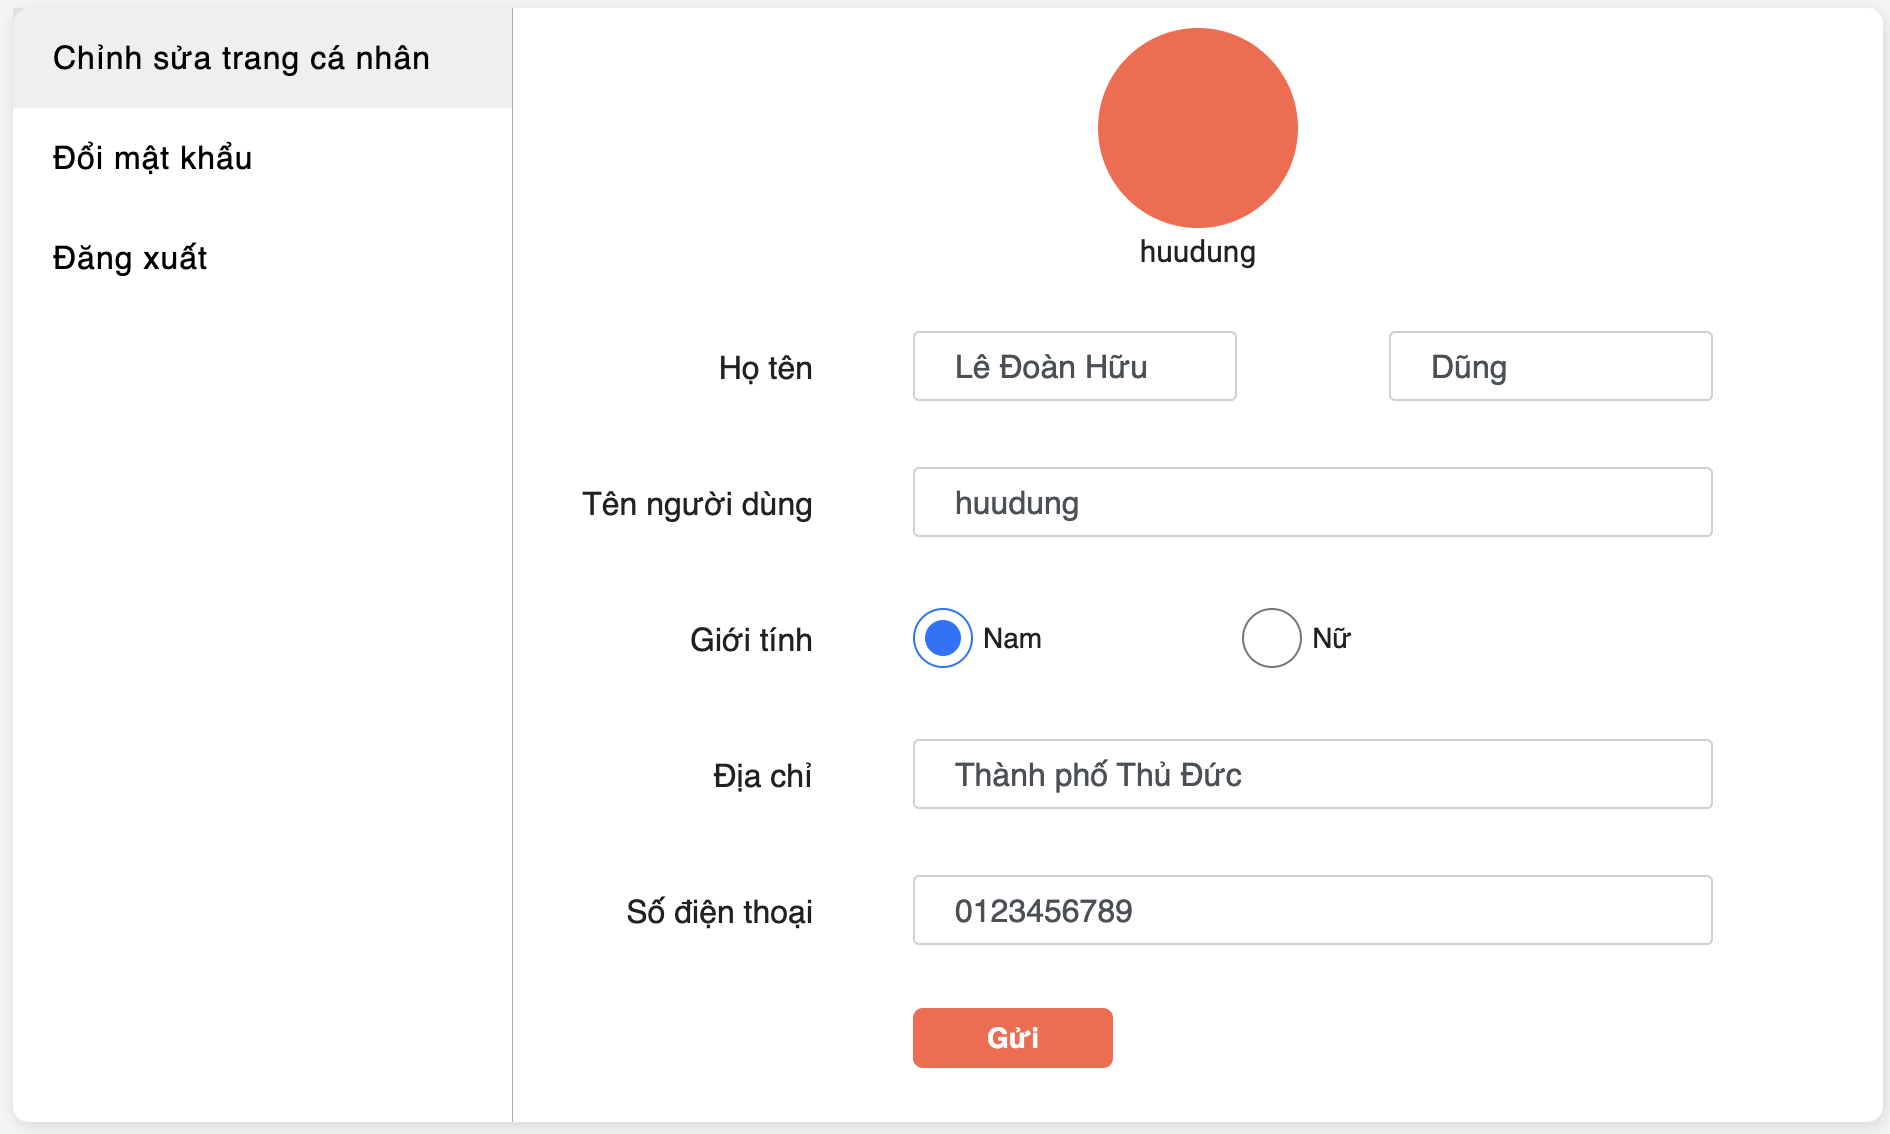 Chỉnh sửa trang cá nhân
Đổi mật khẩu
Đăng xuất
huudung
Họ tên
Lê Đoàn Hữu
Dũng
Tên người dùng
huudung
Giới tính
Nam
Nữ
Địa chỉ
Thành phố Thủ Đức
Số điện thoại
0123456789
Gửi